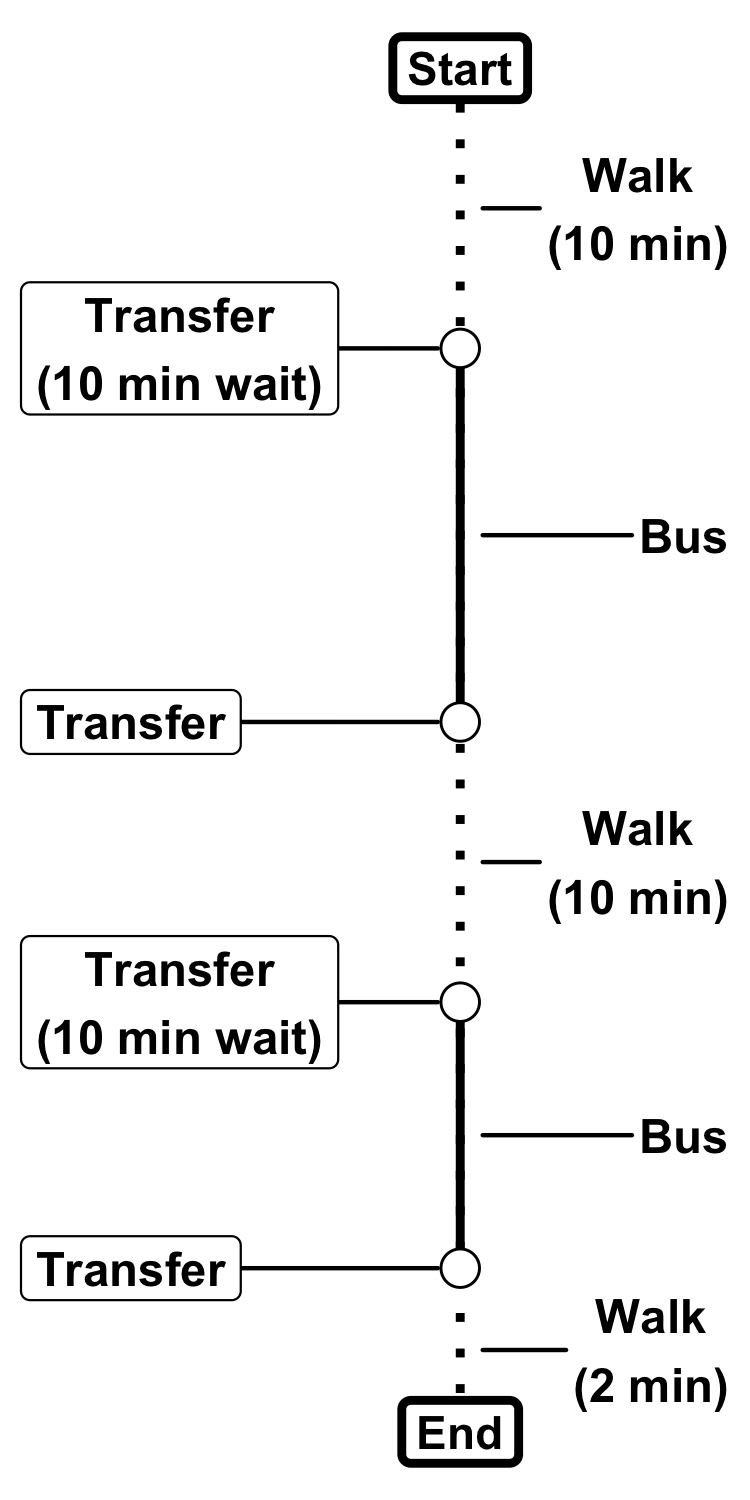 Start
Walk
(10 min)
Transfer
(10 min wait)
Bus
Transfer
Walk
(10 min)
Transfer
(10 min wait)
Bus
Transfer
Walk
(2 min)
End